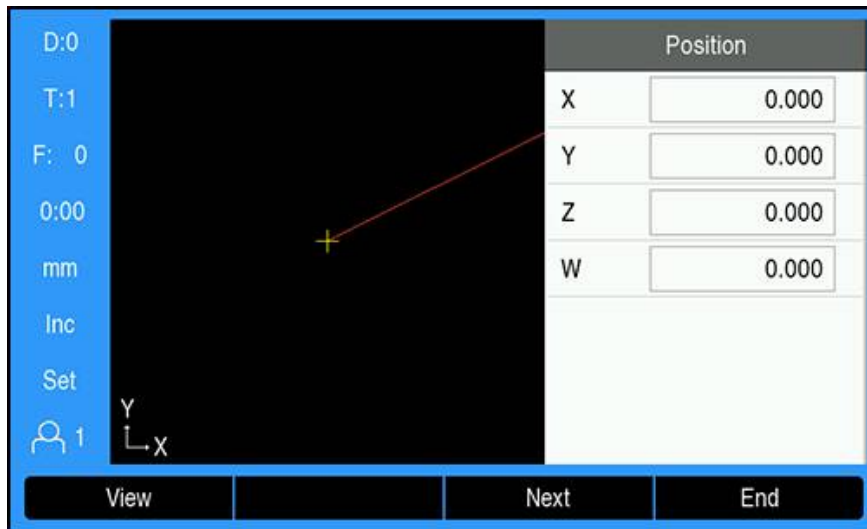 D:0
T:1
F: 0
0:00
mm
Inc
Set
1
Y
X
Position
X 0.000
Y 0.000
Z 0.000
W 0.000
View Next End